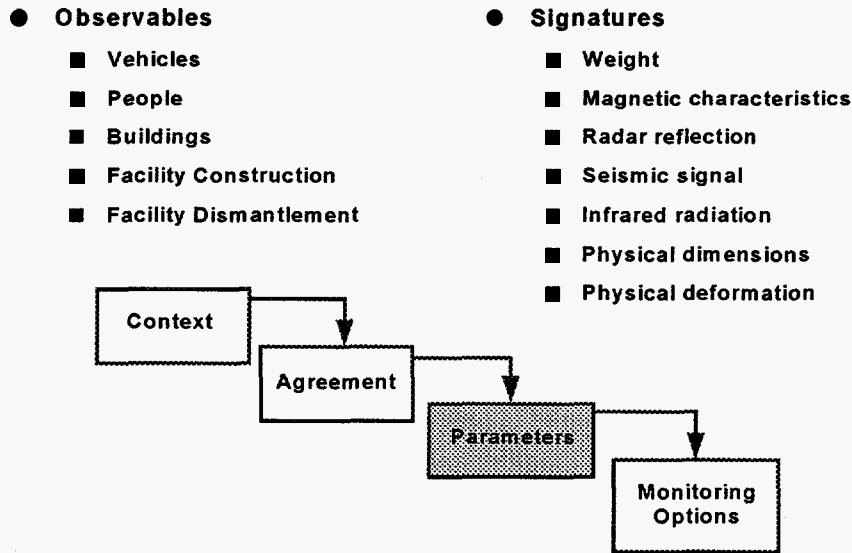 Observables
Vehicles
People
Buildings
Facility Construction
Facility Dismantlement
Signatures
Weight
Magnetic characteristics
Radar reflection
Seismic signal
Infrared radiation
Physical dimensions
Physical deformation
Context
Agreement
Parameters
Monitoring
Options